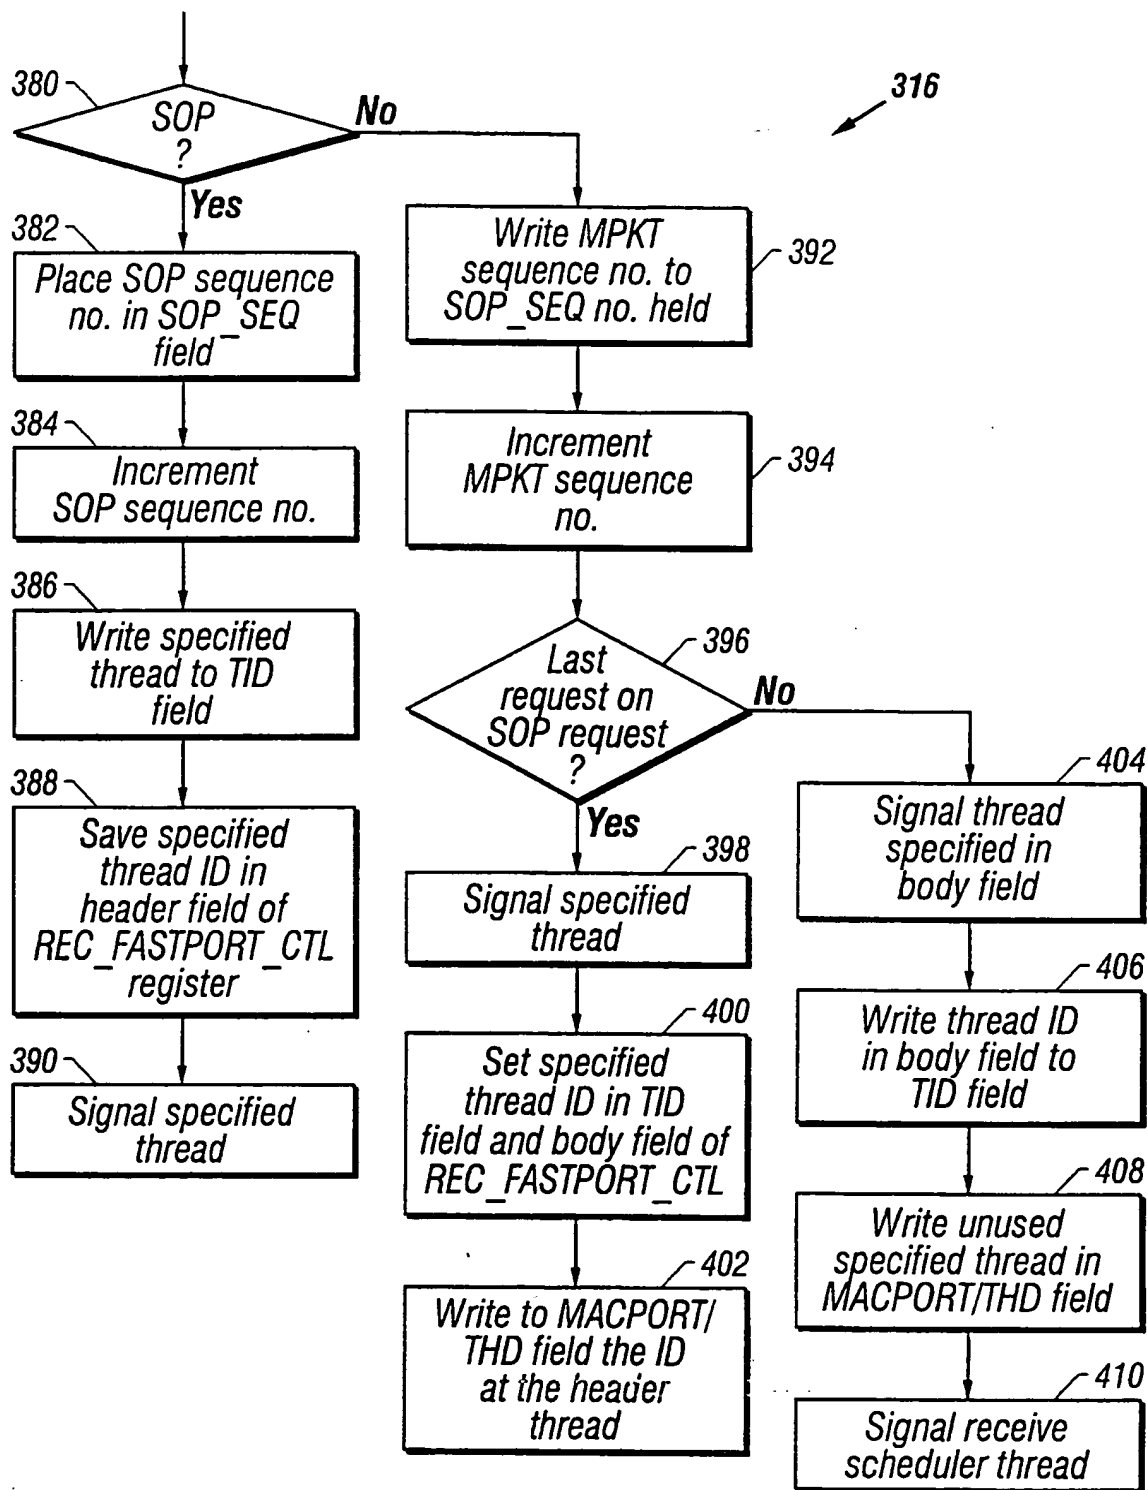 380
SOP
?
No
Yes
316
382
Place SOP sequence
no. in SOP_SEQ
field
384
Increment
SOP sequence no.
386
Write specified
thread to TID
field
388
Save specified
thread ID in
header field of
REC_FASTPORT_CTL
register
390
Signal specified
thread
Write MPKT
sequence no. to
SOP_SEQ no. held
392
Increment
MPKT sequence
no.
394
Last
request on
SOP request
?
396
No
Yes
398
Signal specified
thread
400
Set specified
thread ID in TID
field and body field of
REC_FASTPORT_CTL
402
Write to MACPORT/
THD field the ID
at the header
thread
404
Signal thread
specified in
body field
406
Write thread ID
in body field to
TID field
408
Write unused
specified thread in
MACPORT/THD field
410
Signal receive
scheduler thread